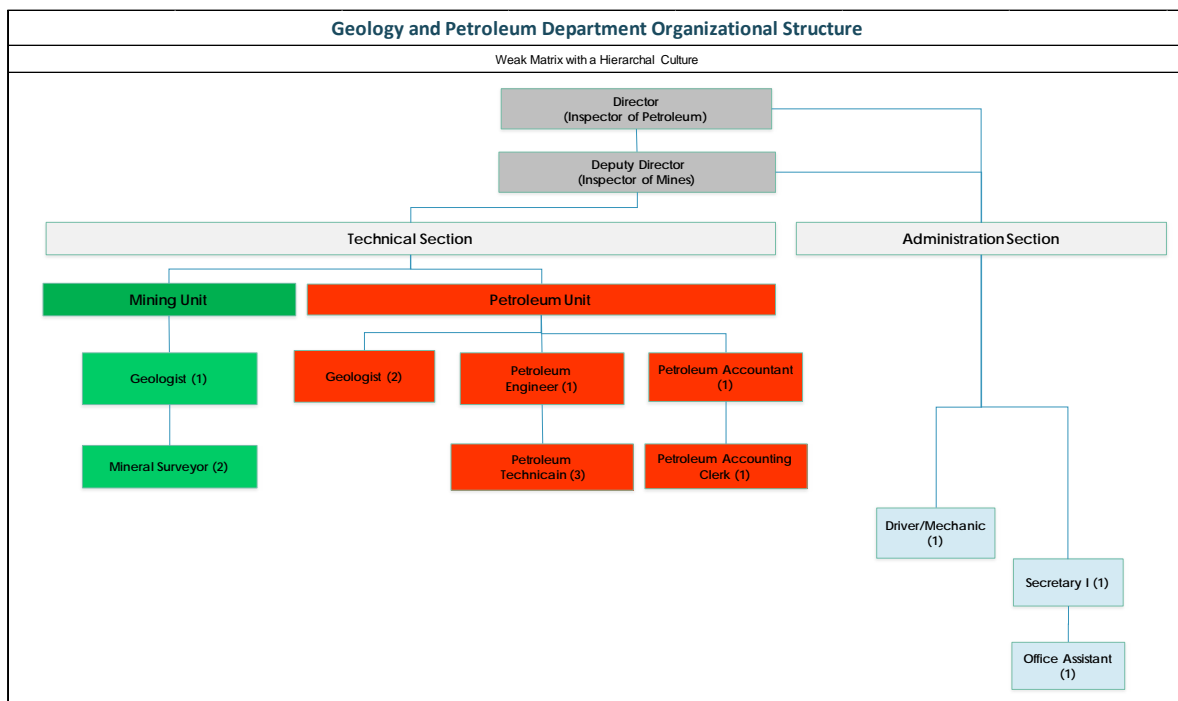 Geology and Petroleum Department Organizational Structure
Weak Matrix with a Hierarchal Culture
Director
(Inspector of Petroleum)
Deputy Director
(Inspector of Mines)
Technical Section
Administration Section
Mining Unit
Petroleum Unit
Geologist (1)
Geologist (2)
Petroleum
Engineer (1)
Petroleum Accountant
(1)
Mineral Surveyor (2)
Petroleum
Technicain (3)
Petroleum Accounting
Clerk (1)
Driver/Mechanic
(1)
Secretary I (1)
Office Assistant
(1)